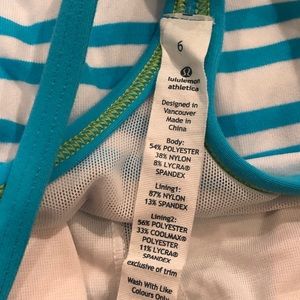 6
lululemon
athletica
Designed in
Vancouver
Made in
China
Body:
54% POLYESTER
38% NYLON
8% LYCRA®
SPANDEX
Lining1:
87% NYLON
13% SPANDEX
Lining2:
56% POLYESTER
33% COOLMAX®
POLYESTER
11% LYCRA®
SPANDEX
exclusive of trim
Wash With Like
Colours Only